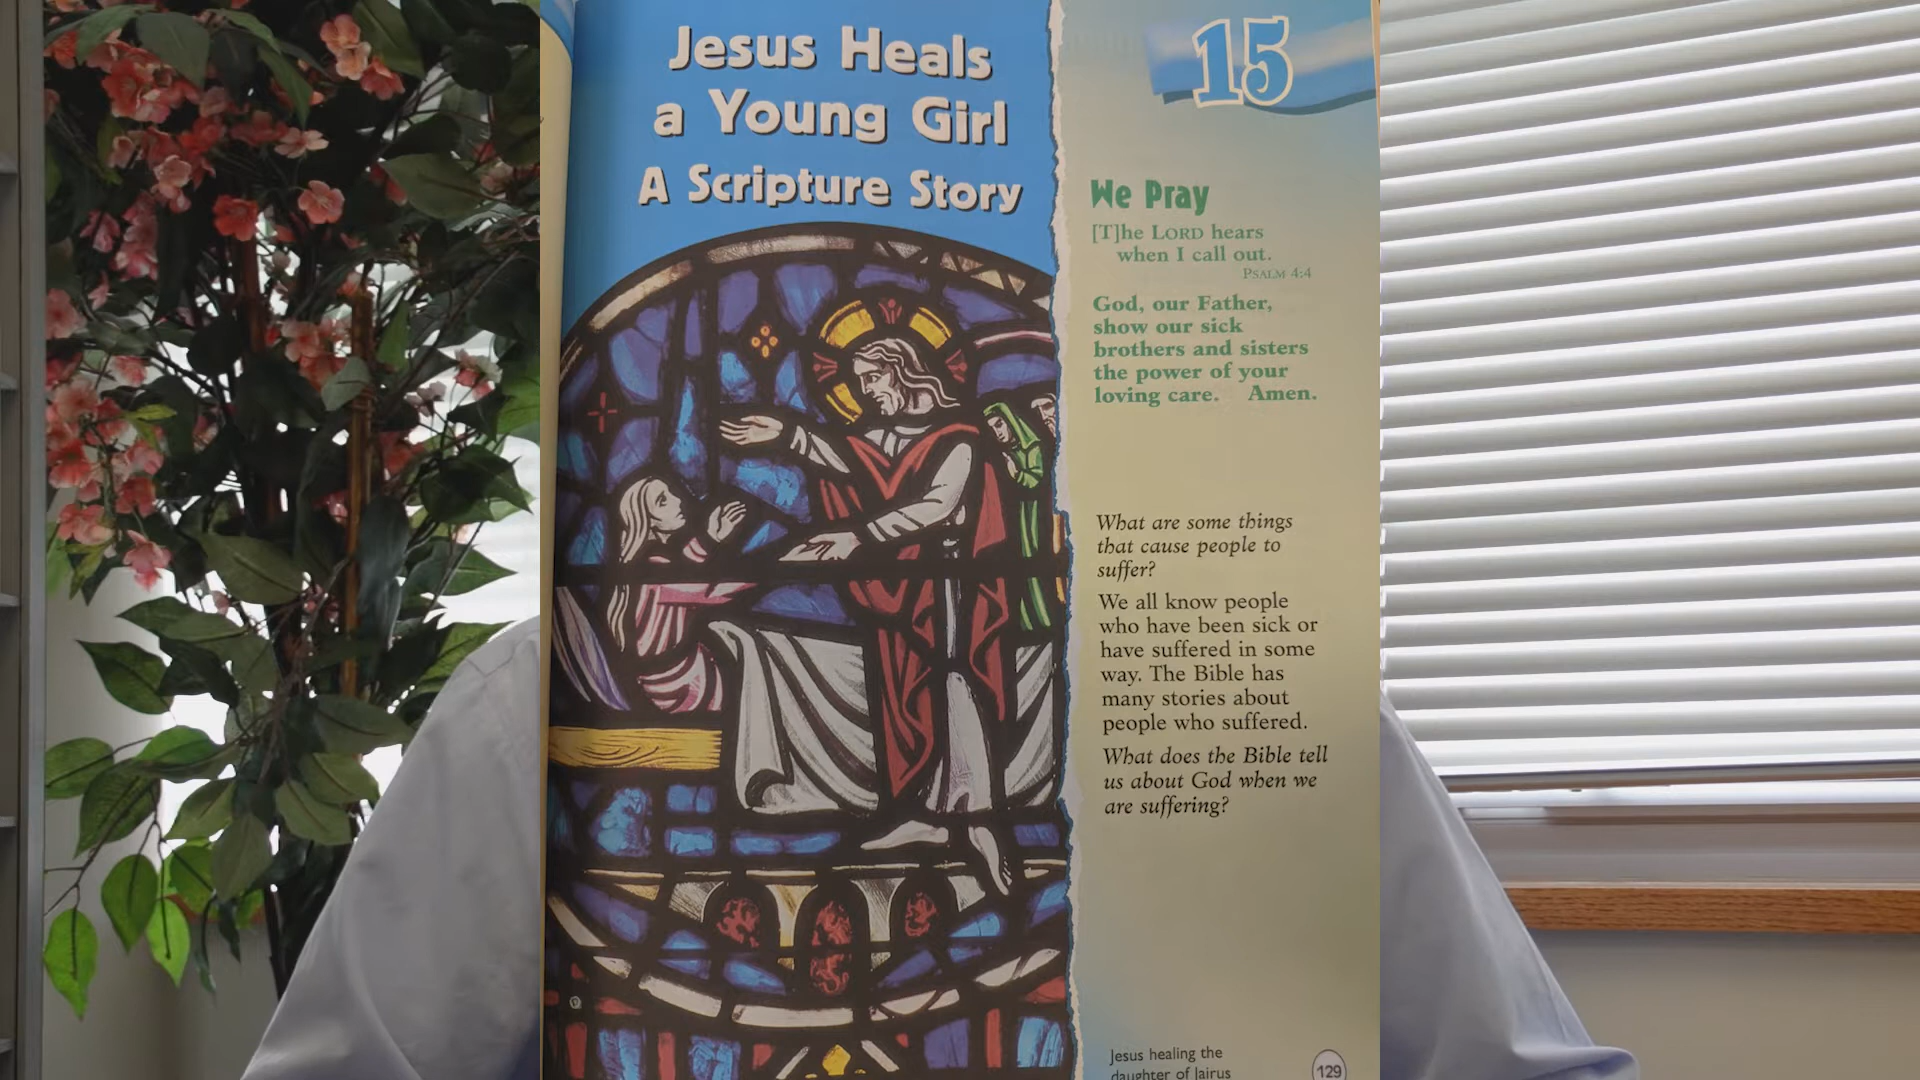 Jesus Heals
a Young Girl
A Scripture Story
15
We Pray
[T]he LORD hears
when I call out.
PSALM 4:4
God, our Father,
show our sick
brothers and sisters
the power of your
loving care. Amen.
What are some things
that cause people to
suffer?
We all know people
who have been sick or
have suffered in some
way. The Bible has
many stories about
people who suffered.
What does the Bible tell
us about God when we
are suffering?
Jesus healing the
daughter of Jairus
129